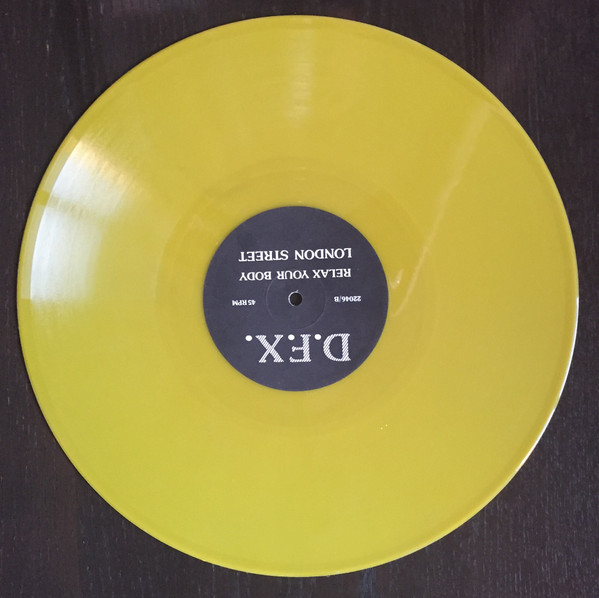 D.F.X.
22046/B 45 RPM
RELAX YOUR BODY
LONDON STREET